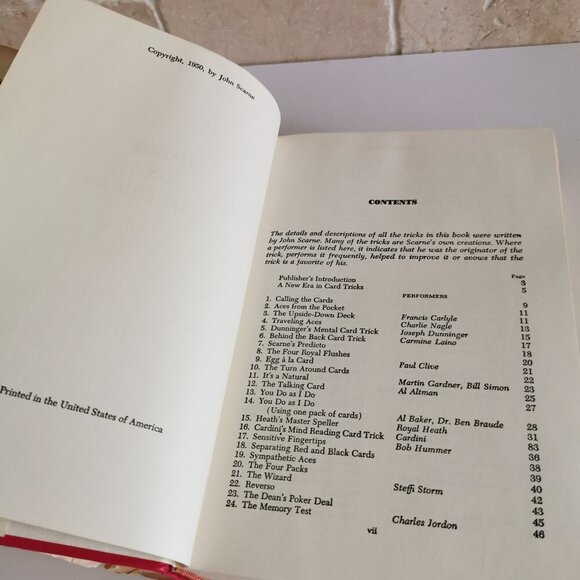 Copyright, 1950, by John Scarne
Printed in the United States of America
CONTENTS
The details and descriptions of all the tricks in this book were written
by John Scarne. Many of the tricks are Scarne's own creations. Where
a performer is listed here, it indicates that he was the originator of the
trick, performs it frequently, helped to improve it or avows that the
trick is a favorite of his.
Page
Publisher's Introduction 3
A New Era in Card Tricks 5
PERFORMERS
1. Calling the Cards 9
2. Aces from the Pocket 11
3. The Upside-Down Deck Francis Carlyle 11
4. Traveling Aces Charlie Nagle 13
5. Dunninger's Mental Card Trick Joseph Dunninger 15
6. Behind the Back Card Trick Carmine Laino 17
7. Scarne's Predicto 18
8. The Four Royal Flushes 20
9. Egg à la Card Paul Clive 21
10. The Turn Around Cards 22
11. It's a Natural 23
12. The Talking Card Martin Gardner, Bill Simon 25
13. You Do as I Do Al Altman 27
14. You Do as I Do
(Using one pack of cards) Al Baker, Dr. Ben Braude 28
15. Heath's Master Speller Royal Heath 31
16. Cardini's Mind Reading Card Trick Cardini 83
17. Sensitive Fingertips Bob Hummer 36
18. Separating Red and Black Cards 38
19. Sympathetic Aces 39
20. The Four Packs 40
21. The Wizard Steffi Storm 42
22. Reverso 43
23. The Dean's Poker Deal 45
24. The Memory Test Charles Jordon 46
vii